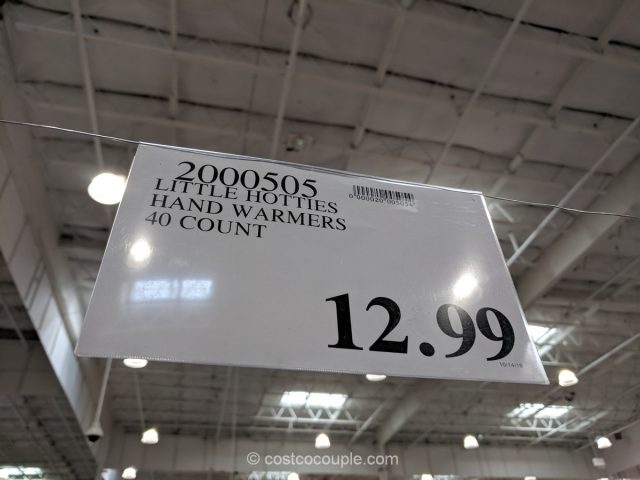 2000505
LITTLE HOTTIES
HAND WARMERS
40 COUNT
12.99
© costcocouple.com